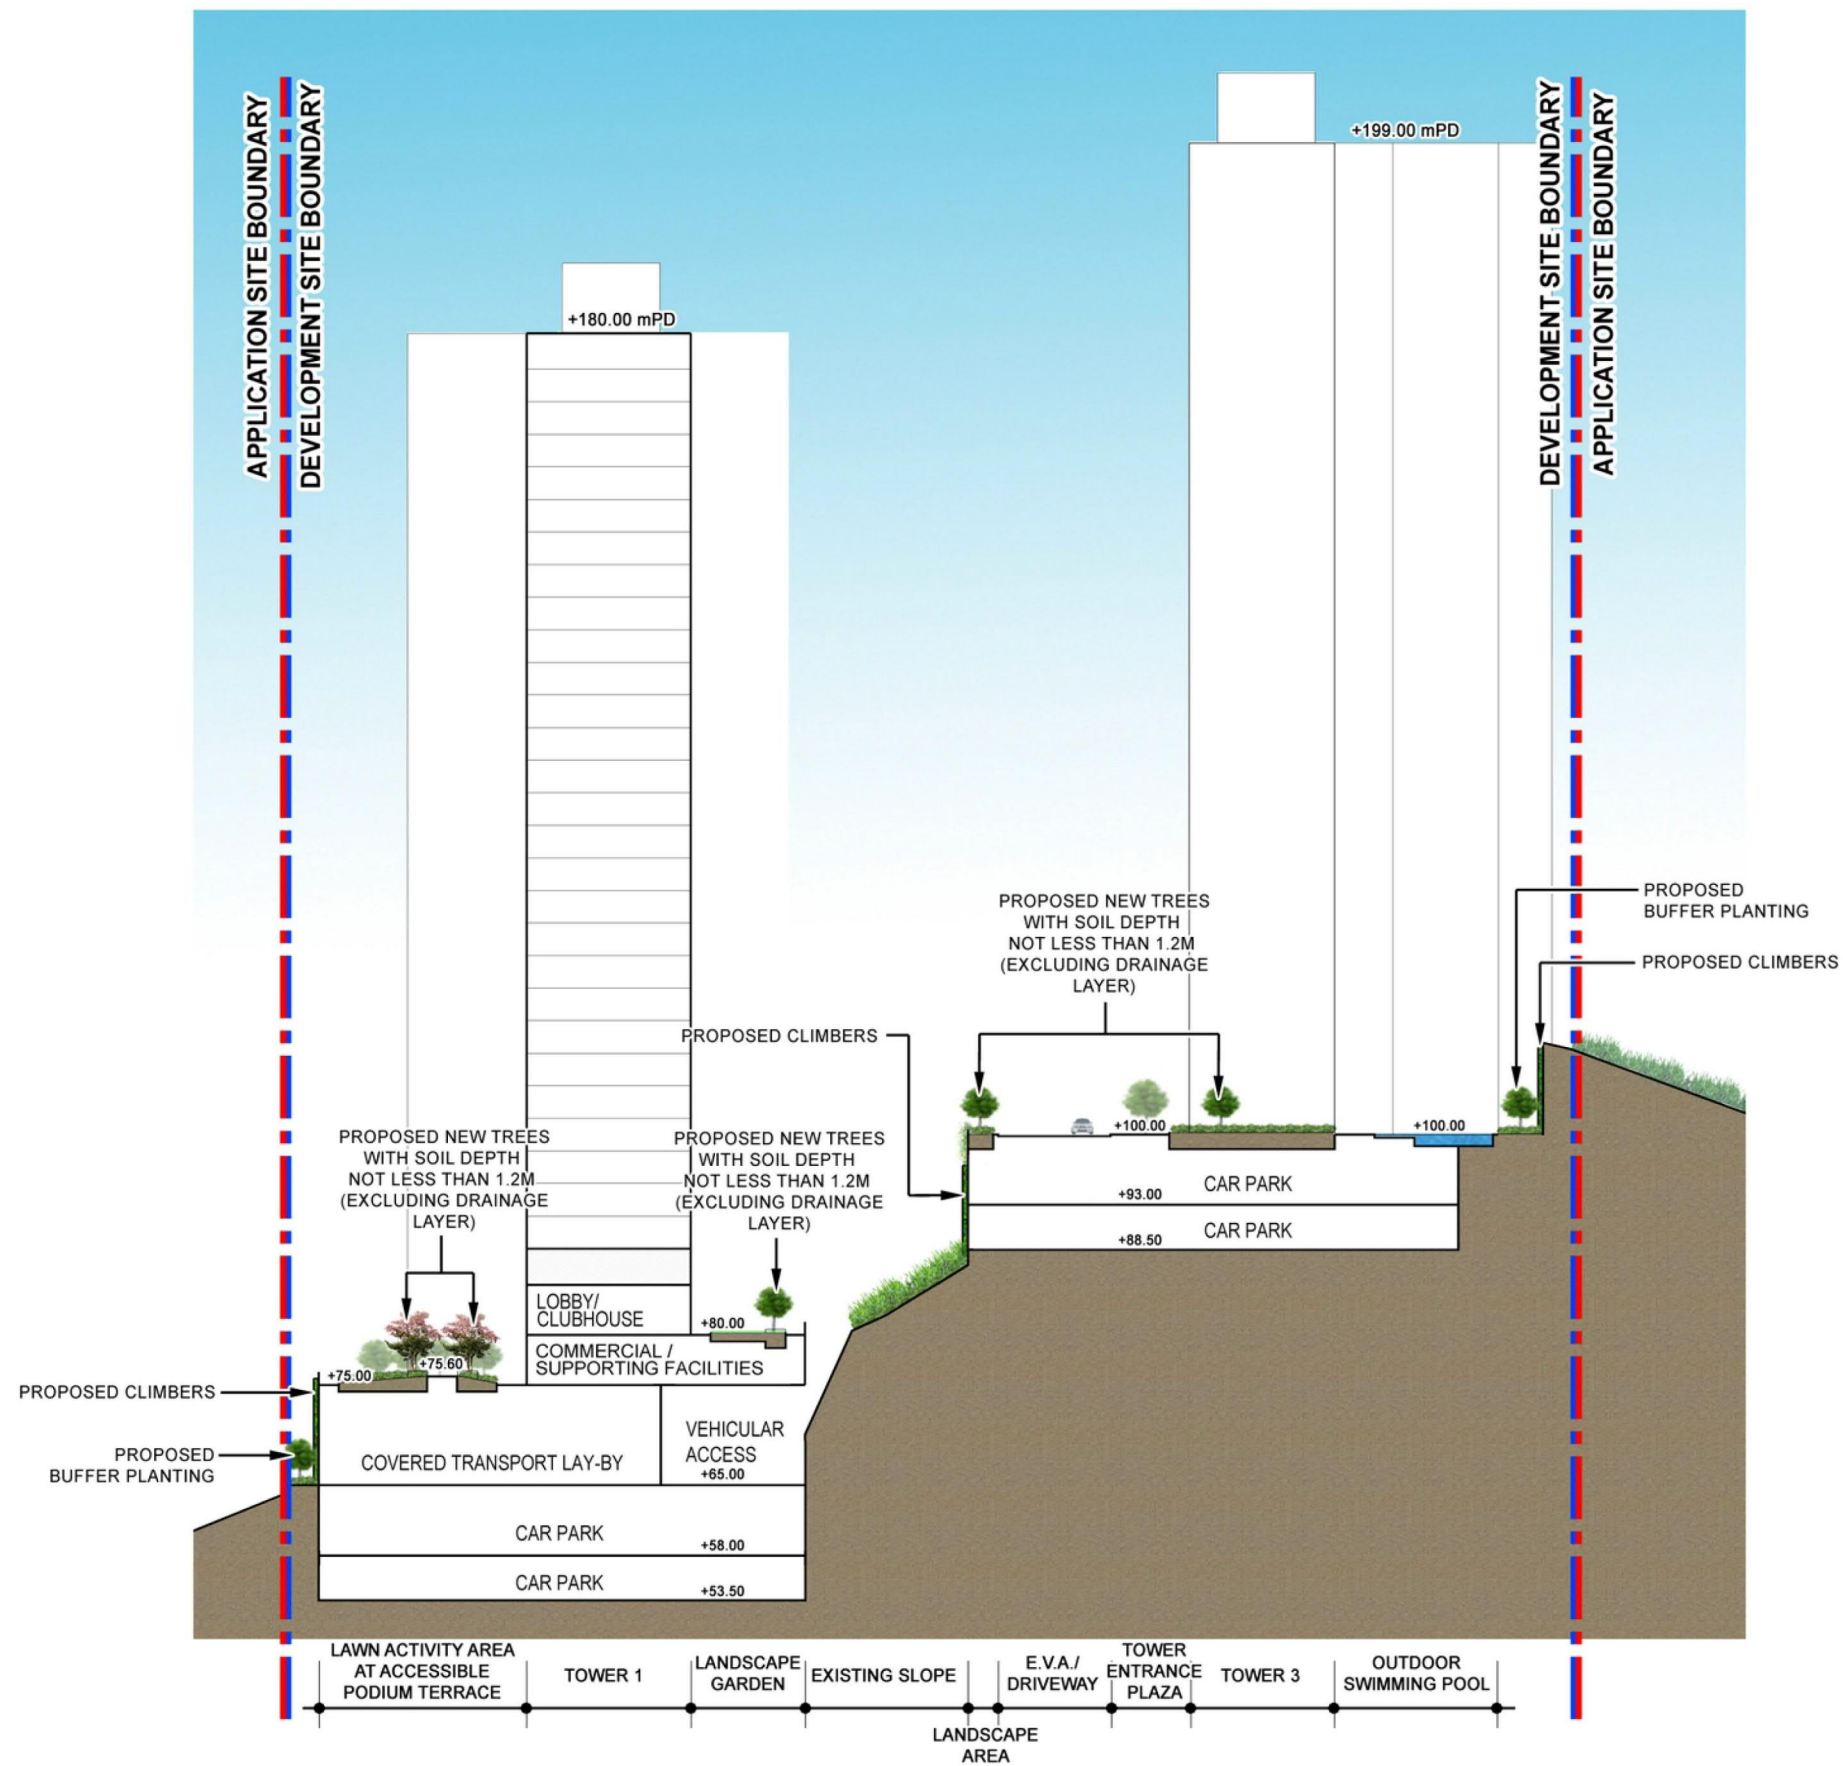 APPLICATION SITE BOUNDARY
DEVELOPMENT SITE BOUNDARY
DEVELOPMENT SITE BOUNDARY
APPLICATION SITE BOUNDARY
+199.00 mPD
+180.00 mPD
PROPOSED
BUFFER PLANTING
PROPOSED CLIMBERS
PROPOSED NEW TREES
WITH SOIL DEPTH
NOT LESS THAN 1.2M
(EXCLUDING DRAINAGE
LAYER)
PROPOSED CLIMBERS
+100.00
+100.00
CAR PARK
+93.00
CAR PARK
+88.50
PROPOSED NEW TREES
WITH SOIL DEPTH
NOT LESS THAN 1.2M
(EXCLUDING DRAINAGE
LAYER)
PROPOSED NEW TREES
WITH SOIL DEPTH
NOT LESS THAN 1.2M
(EXCLUDING DRAINAGE
LAYER)
LOBBY/
CLUBHOUSE
+80.00
COMMERCIAL /
SUPPORTING FACILITIES
+75.60
+75.00
PROPOSED CLIMBERS
PROPOSED
BUFFER PLANTING
COVERED TRANSPORT LAY-BY
VEHICULAR
ACCESS
+65.00
CAR PARK
+58.00
CAR PARK
+53.50
LAWN ACTIVITY AREA
AT ACCESSIBLE
PODIUM TERRACE
TOWER 1
LANDSCAPE
GARDEN
EXISTING SLOPE
LANDSCAPE
AREA
E.V.A./
DRIVEWAY
TOWER
ENTRANCE
PLAZA
TOWER 3
OUTDOOR
SWIMMING POOL